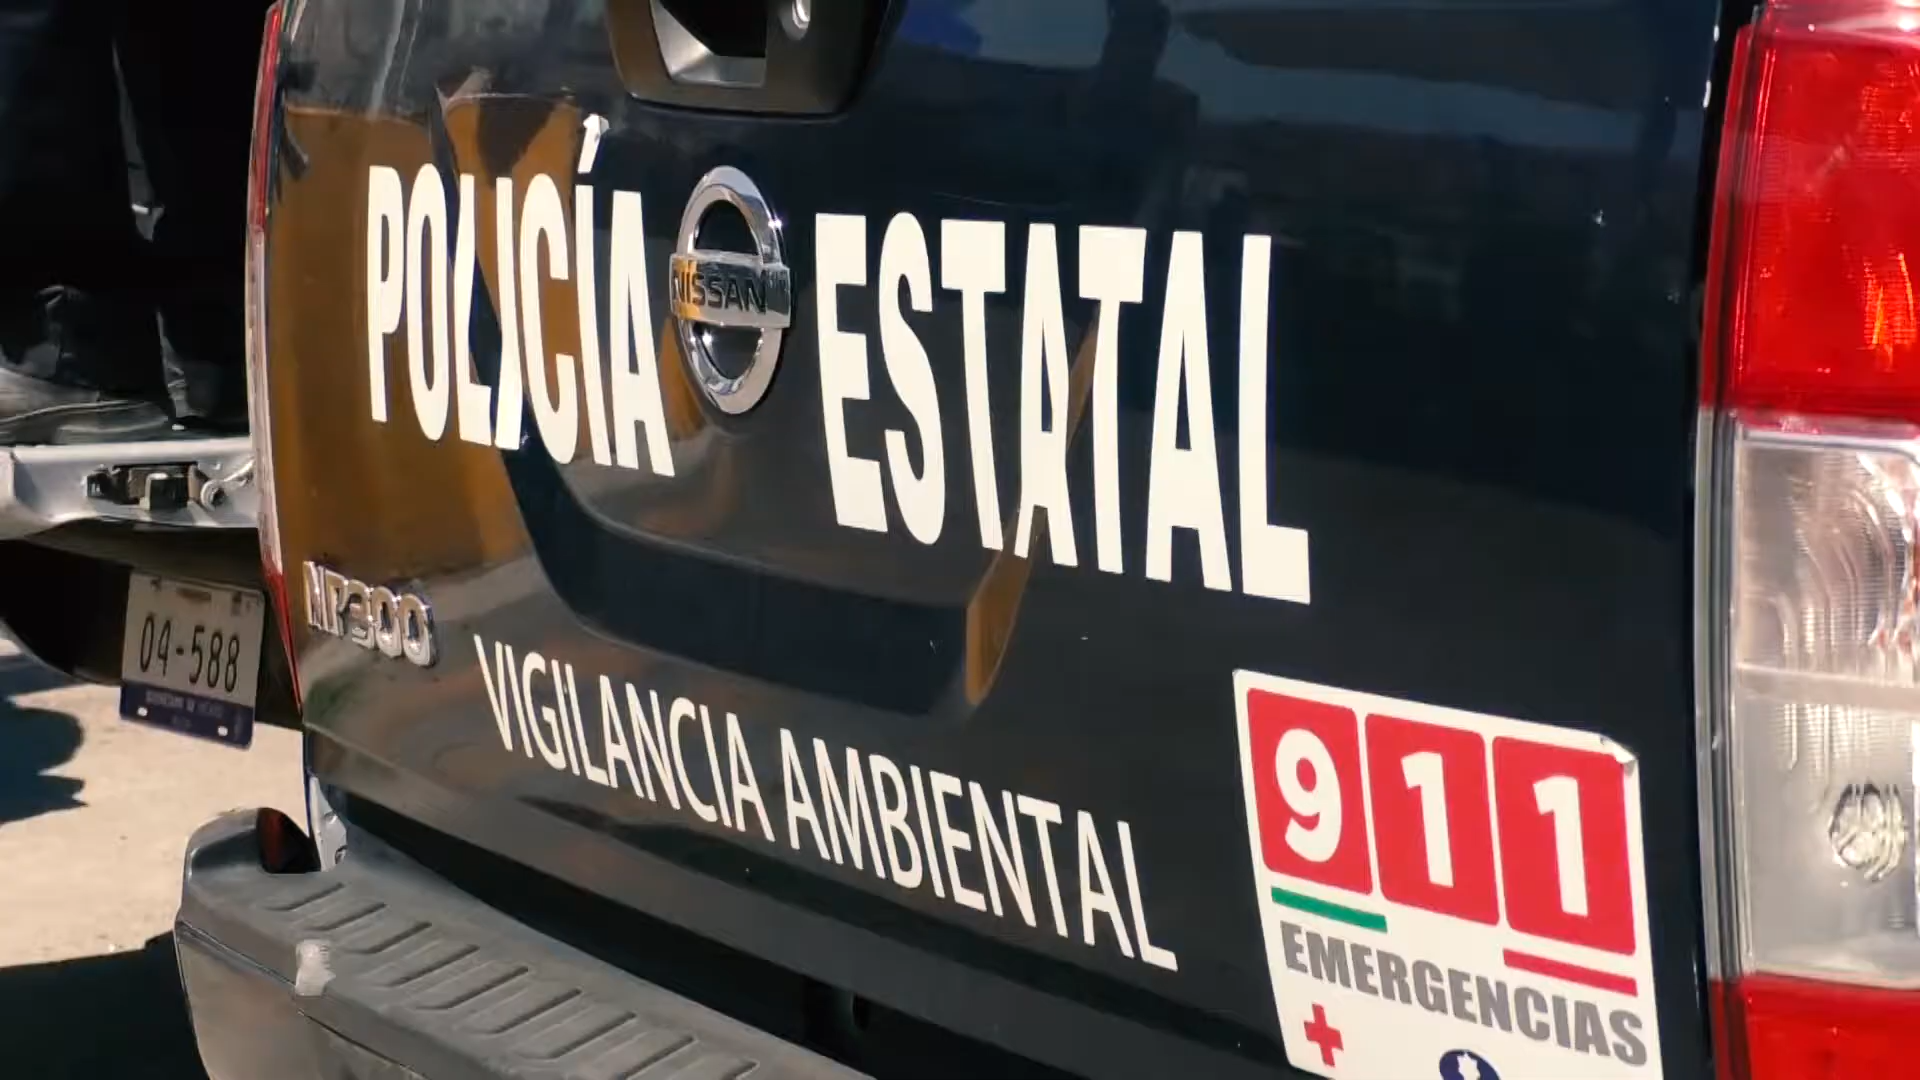 POLICÍA ESTATAL
NISSAN
NP300
04-588
VIGILANCIA AMBIENTAL
911
EMERGENCIAS